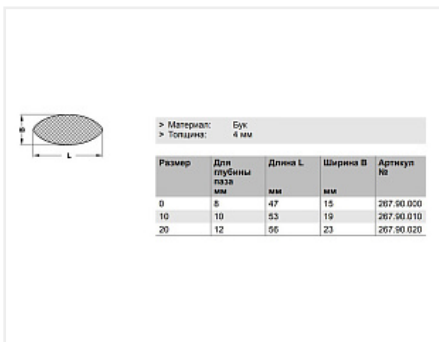 B
L
> Материал: Бук
> Толщина: 4 мм
Размер Для глубины паза мм Длина L мм Ширина B мм Артикул №
0 8 47 15 267.90.000
10 10 53 19 267.90.010
20 12 56 23 267.90.020